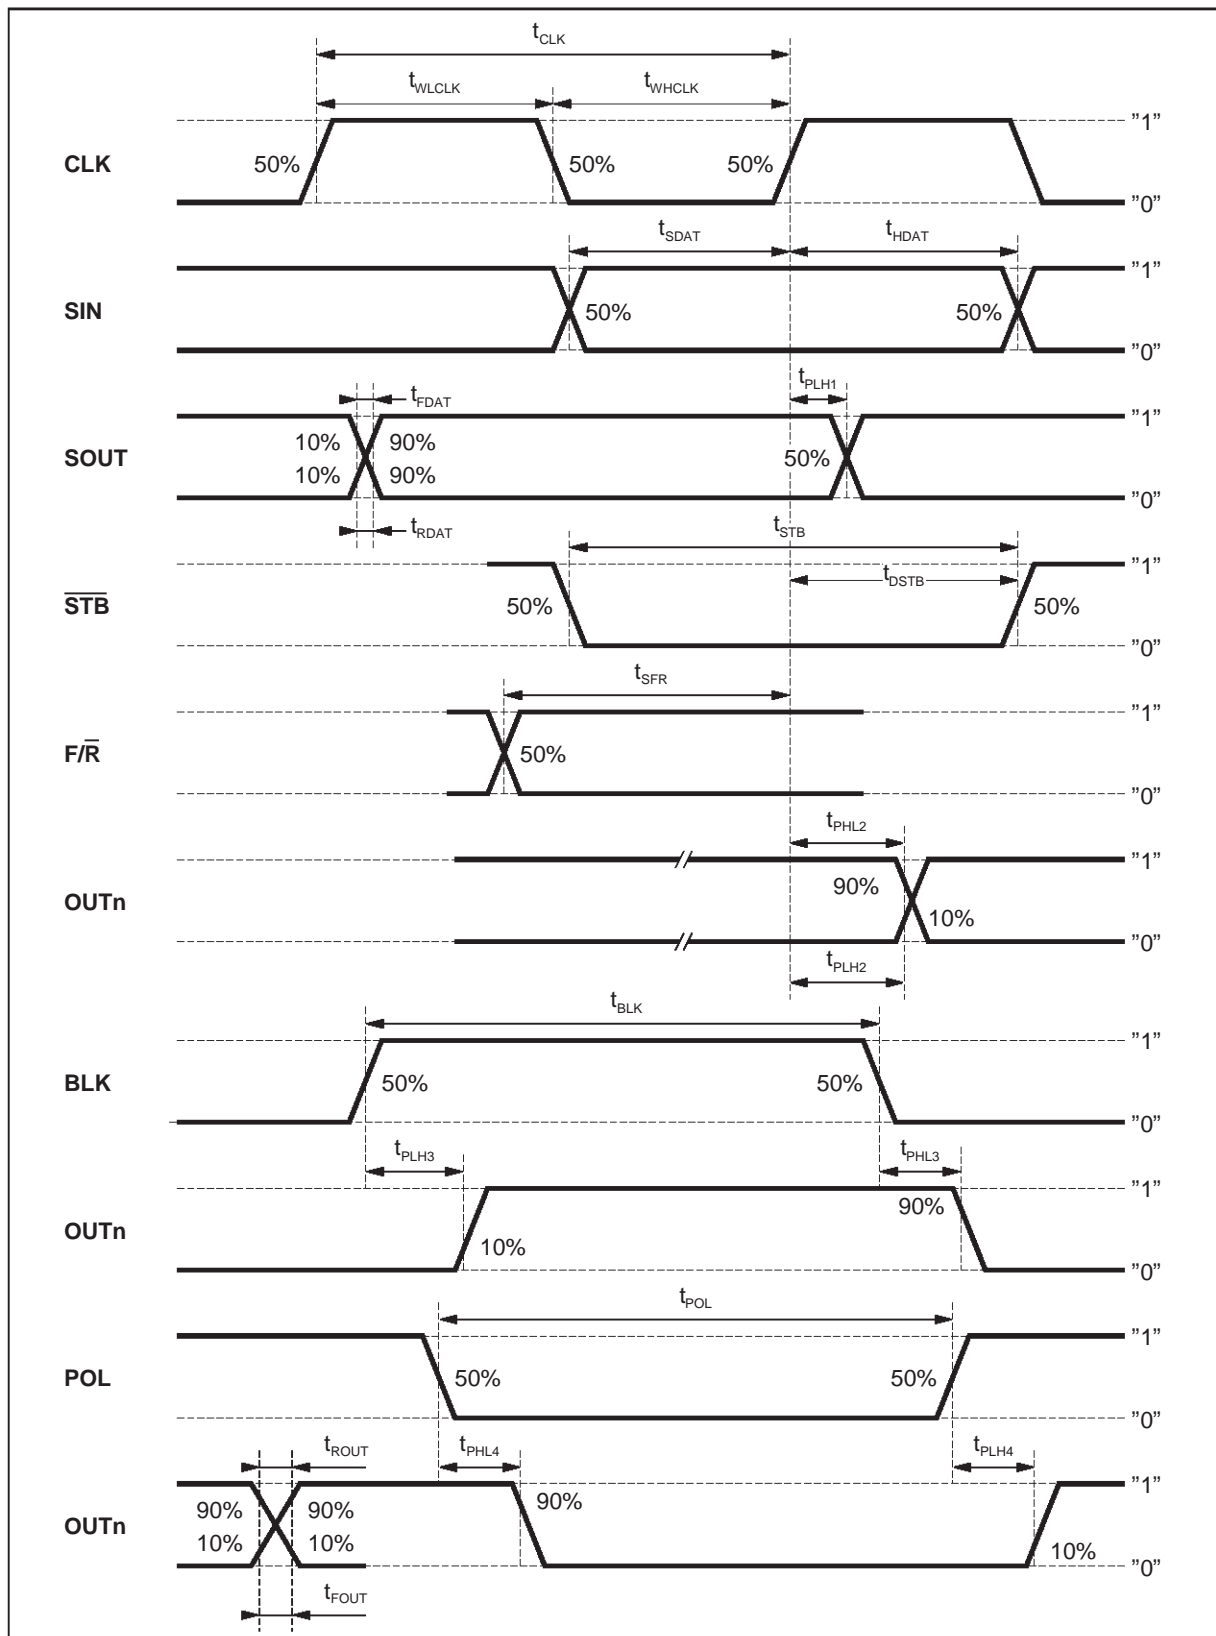 tCLK
tWLCLK tWHCLK
”1”
CLK 50% 50% 50%
”0”
tSDAT tHDAT
”1”
SIN 50% 50%
”0”
tFDAT tPLH1
”1”
10% 90%
SOUT 50%
10% 90%
”0”
tRDAT tSTB
”1”
tDSTB
STB 50% 50%
”0”
tSFR
”1”
F/R 50%
”0”
tPHL2
”1”
90%
OUTn 10%
”0”
tPLH2
tBLK
”1”
BLK 50% 50%
”0”
tPLH3 tPHL3
”1”
90%
OUTn 10%
”0”
tPOL
”1”
POL 50% 50%
”0”
tROUT tPHL4 tPLH4
”1”
90% 90% 90%
OUTn
10% 10% 10%
”0”
tFOUT